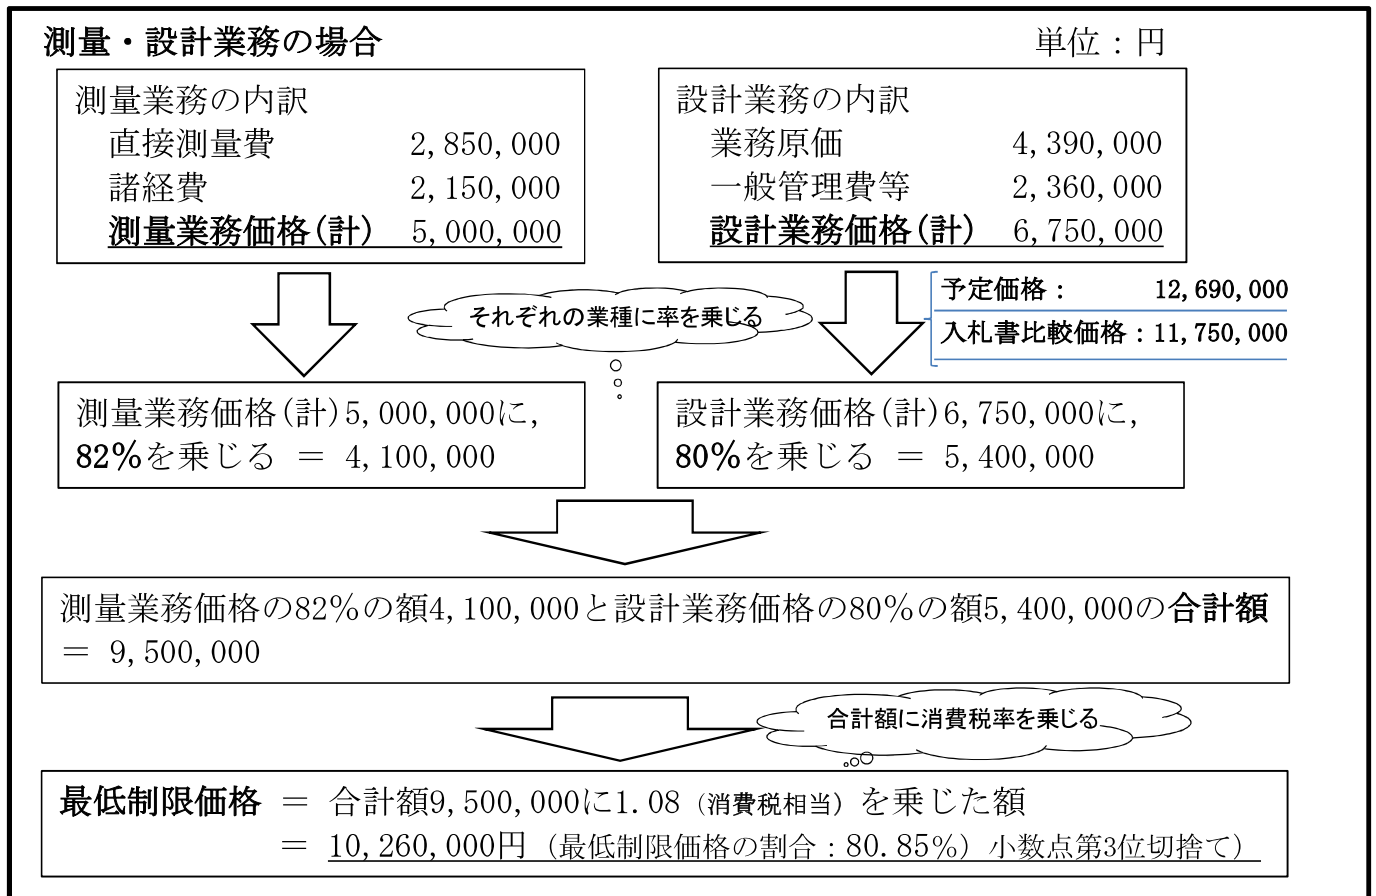 測量・設計業務の場合
単位：円
測量業務の内訳
直接測量費 2,850,000
諸経費 2,150,000
測量業務価格(計) 5,000,000
設計業務の内訳
業務原価 4,390,000
一般管理費等 2,360,000
設計業務価格(計) 6,750,000
それぞれの業種に率を乗じる
予定価格： 12,690,000
入札書比較価格：11,750,000
測量業務価格(計)5,000,000に,
82%を乗じる ＝ 4,100,000
設計業務価格(計)6,750,000に,
80%を乗じる ＝ 5,400,000
測量業務価格の82%の額4,100,000と設計業務価格の80%の額5,400,000の合計額
＝ 9,500,000
合計額に消費税率を乗じる
最低制限価格 ＝ 合計額9,500,000に1.08（消費税相当）を乗じた額
＝ 10,260,000円（最低制限価格の割合：80.85%）小数点第3位切捨て）